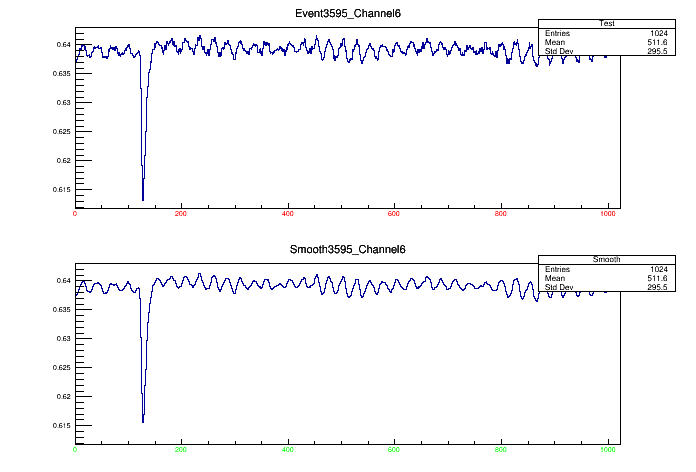 Event3595_Channel6
Test
Entries 1024
Mean 511.6
Std Dev 295.5
0.64
0.635
0.63
0.625
0.62
0.615
0 200 400 600 800 1000
Smooth3595_Channel6
Smooth
Entries 1024
Mean 511.6
Std Dev 295.5
0.64
0.635
0.63
0.625
0.62
0.615
0 200 400 600 800 1000